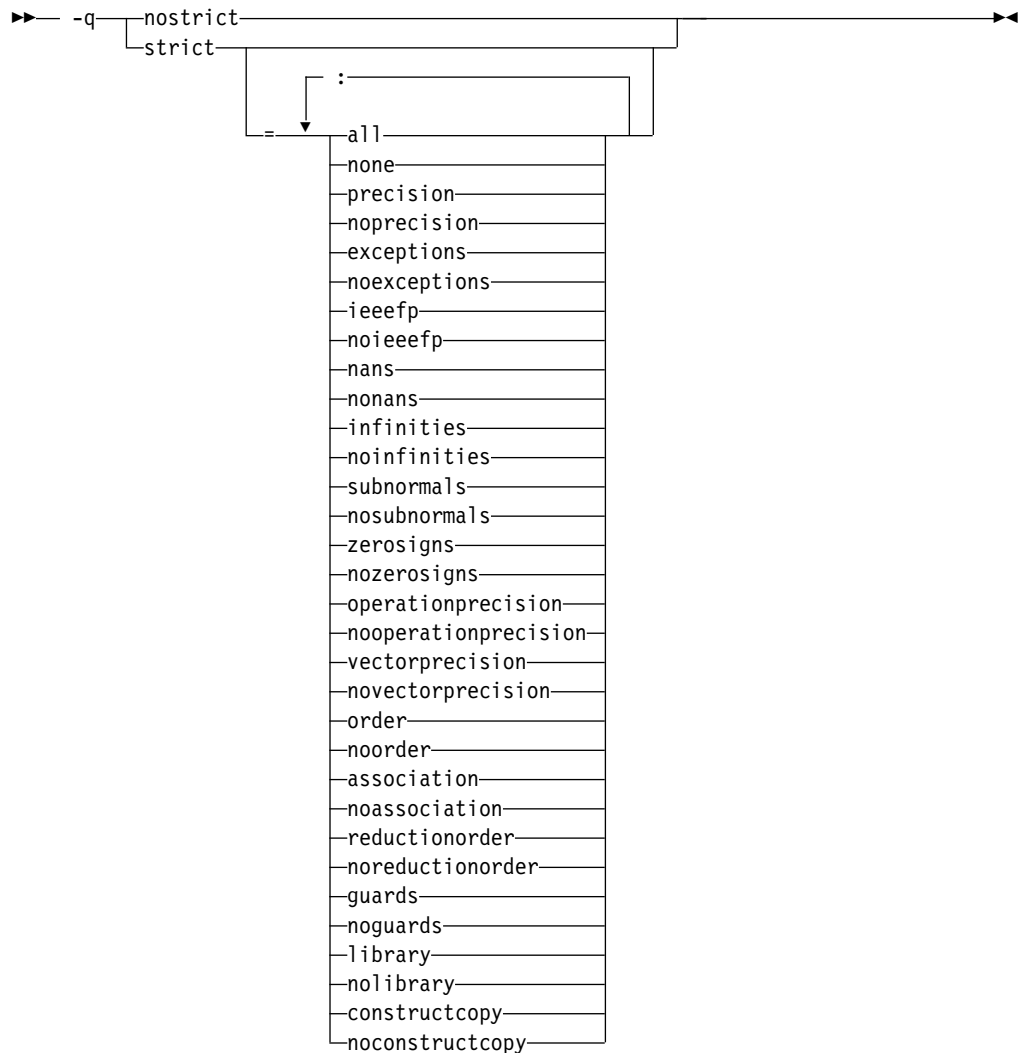 -q nostrict
strict
:
= all
none
precision
noprecision
exceptions
noexceptions
ieeefp
noieeefp
nans
nonans
infinities
noinfinities
subnormals
nosubnormals
zerosigns
nozerosigns
operationprecision
nooperationprecision
vectorprecision
novectorprecision
order
noorder
association
noassociation
reductionorder
noreductionorder
guards
noguards
library
nolibrary
constructcopy
noconstructcopy